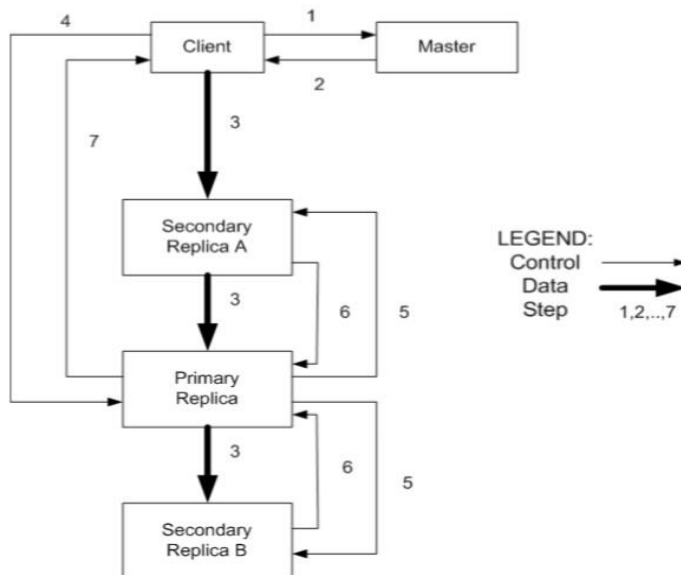 4
1
Client
Master
2
3
7
Secondary
Replica A
LEGEND:
Control
Data
Step 1,2,..,7
3
6
5
Primary
Replica
3
6
5
Secondary
Replica B